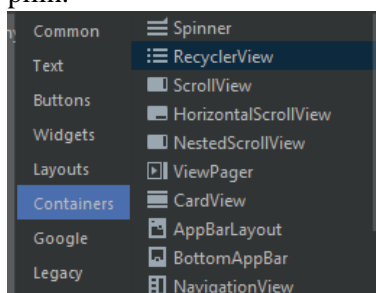 Common
Text
Buttons
Widgets
Layouts
Containers
Google
Legacy
Spinner
RecyclerView
ScrollView
HorizontalScrollView
NestedScrollView
ViewPager
CardView
AppBarLayout
BottomAppBar
NavigationView